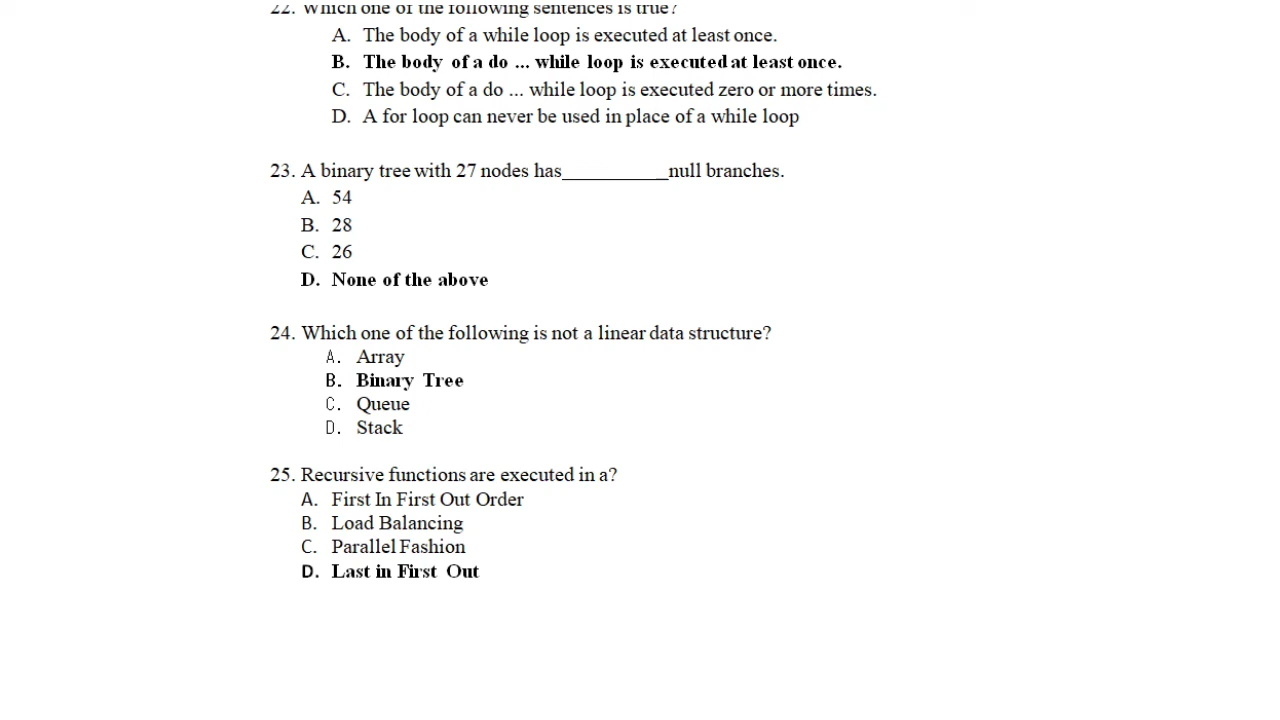 22. Which one of the following sentences is true?
A. The body of a while loop is executed at least once.
B. The body of a do ... while loop is executed at least once.
C. The body of a do ... while loop is executed zero or more times.
D. A for loop can never be used in place of a while loop
23. A binary tree with 27 nodes has___________null branches.
A. 54
B. 28
C. 26
D. None of the above
24. Which one of the following is not a linear data structure?
A. Array
B. Binary Tree
C. Queue
D. Stack
25. Recursive functions are executed in a?
A. First In First Out Order
B. Load Balancing
C. Parallel Fashion
D. Last in First Out